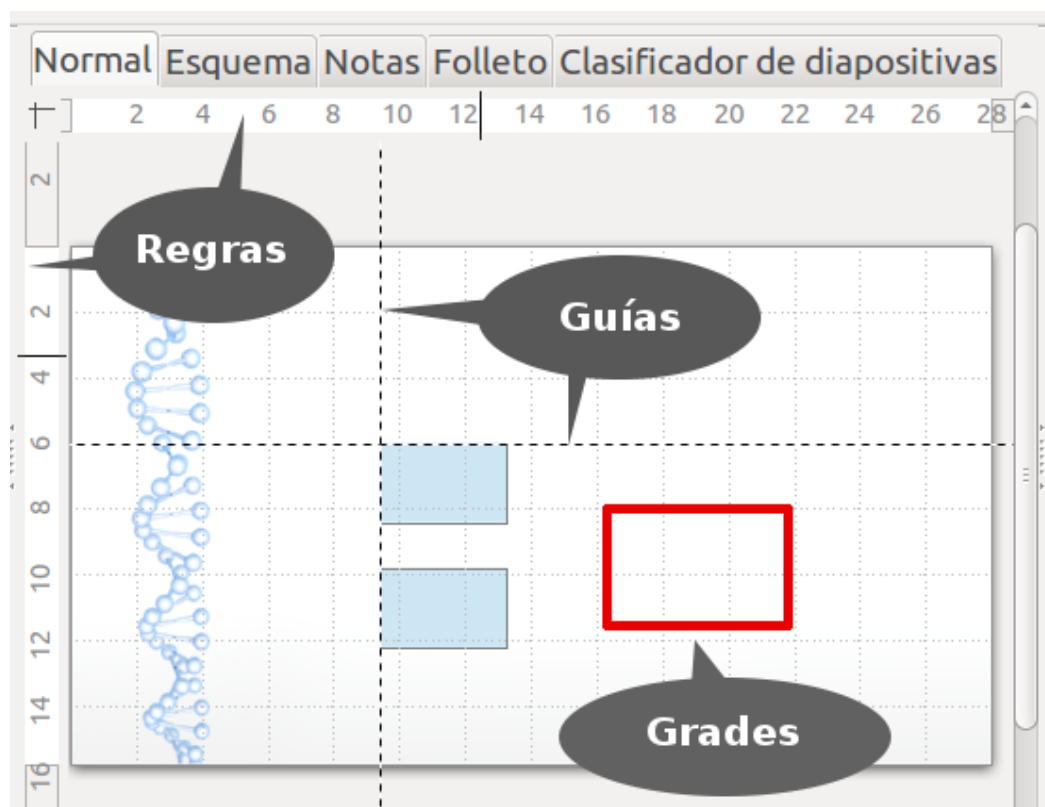 Normal Esquema Notas Folleto Clasificador de diapositivas
2 4 6 8 10 12 14 16 18 20 22 24 26 28
2
Regras
2
Guías
4
6
8
10
12
14
Grades
16